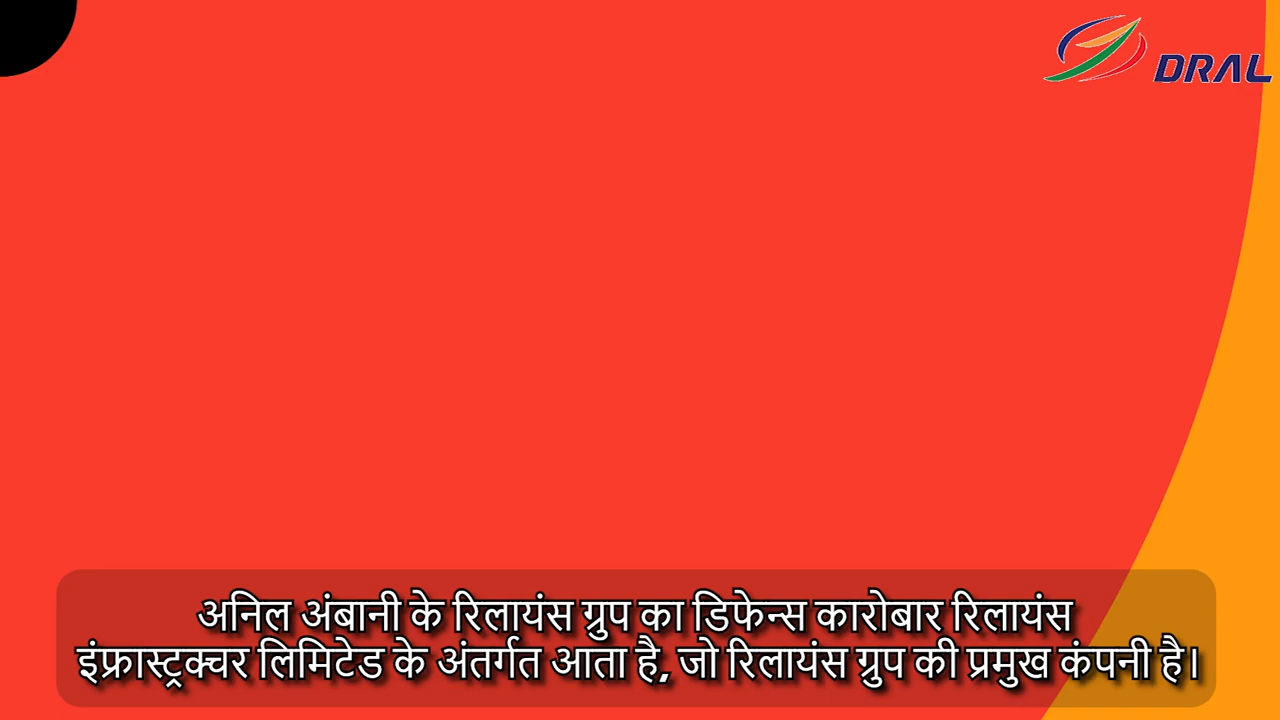 DRAL
अनिल अंबानी के रिलायंस ग्रुप का डिफेन्स कारोबार रिलायंस
इंफ्रास्ट्रक्चर लिमिटेड के अंतर्गत आता है, जो रिलायंस ग्रुप की प्रमुख कंपनी है।